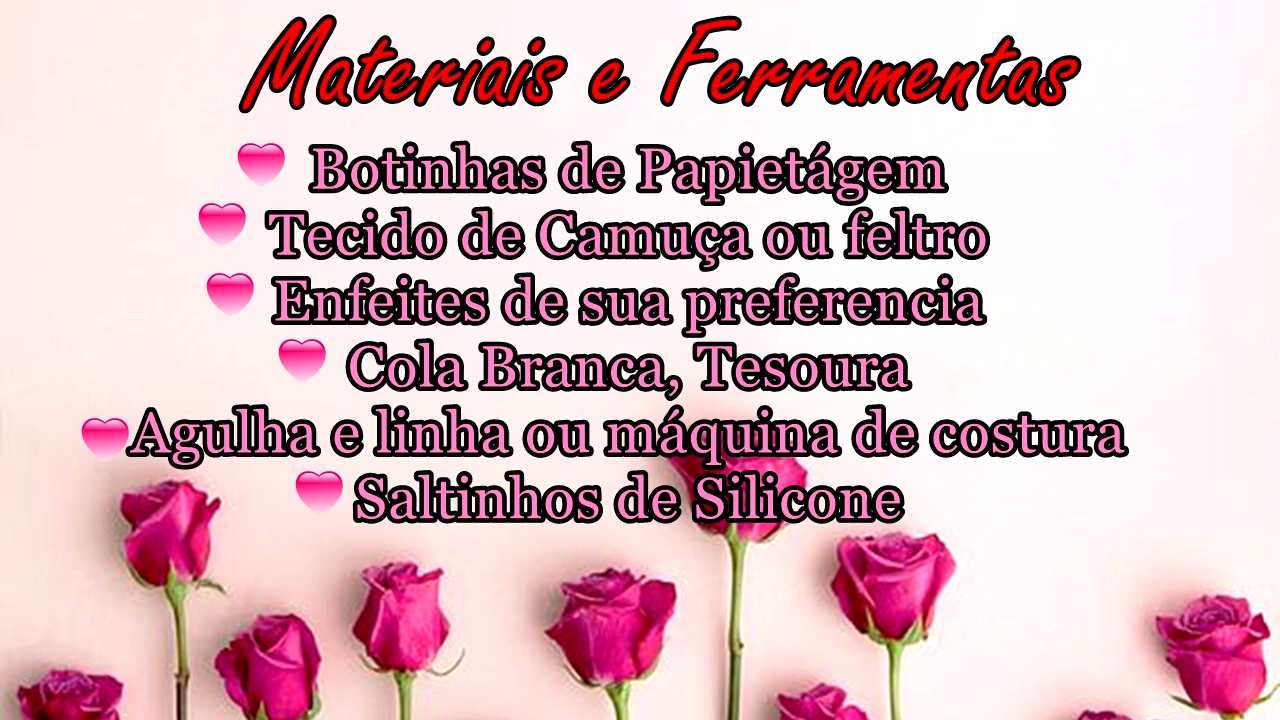 Materiais e Ferramentas
Botinhas de Papietágem
Tecido de Camuça ou feltro
Enfeites de sua preferencia
Cola Branca, Tesoura
Agulha e linha ou máquina de costura
Saltinhos de Silicone